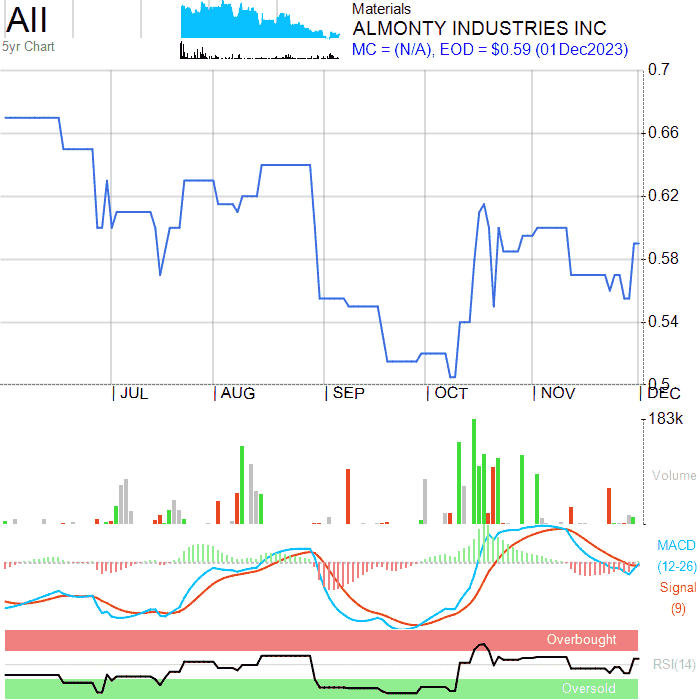 AII
5yr Chart
Materials
ALMONTY INDUSTRIES INC
MC = (N/A), EOD = $0.59 (01Dec2023)
0.7
0.66
0.62
0.58
0.54
0.5
JUL AUG SEP OCT NOV DEC
183k
Volume
MACD
(12-26)
Signal
(9)
Overbought
RSI(14)
Oversold